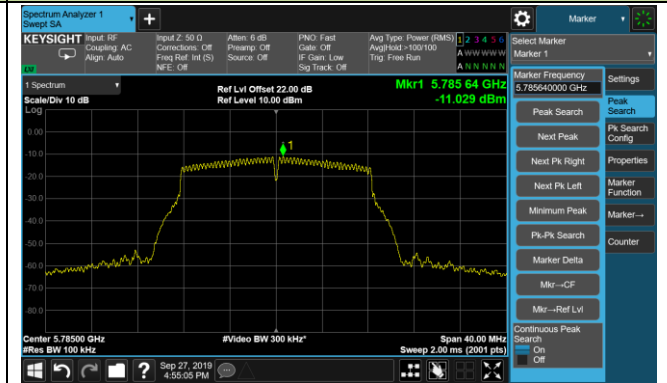 Spectrum Analyzer 1
Swept SA
+
Marker
KEYSIGHT
Input: RF
Coupling: AC
Align: Auto
Input Z: 50 Ω
Corrections: Off
Freq Ref: Int (S)
NFE: Off
Atten: 6 dB
Preamp: Off
Source: Off
PNO: Fast
Gate: Off
IF Gain: Low
Sig Track: Off
Avg Type: Power (RMS)
Avg|Hold:>100/100
Trig: Free Run
1 2 3 4 5 6
A W W W W W
A N N N N N
Select Marker
Marker 1
1 Spectrum
Scale/Div 10 dB
Log
Ref Lvl Offset 22.00 dB
Ref Level 10.00 dBm
Mkr1 5.785 64 GHz
-11.029 dBm
0.00
-10.0
-20.0
-30.0
-40.0
-50.0
-60.0
-70.0
-80.0
1
Center 5.78500 GHz
#Res BW 100 kHz
#Video BW 300 kHz*
Span 40.00 MHz
Sweep 2.00 ms (2001 pts)
Marker Frequency
5.785640000 GHz
Peak Search
Next Peak
Next Pk Right
Next Pk Left
Minimum Peak
Pk-Pk Search
Marker Delta
Mkr→CF
Mkr→Ref Lvl
Continuous Peak
Search
On
Off
Settings
Peak
Search
Pk Search
Config
Properties
Marker
Function
Marker→
Counter
?
Sep 27, 2019
4:55:05 PM